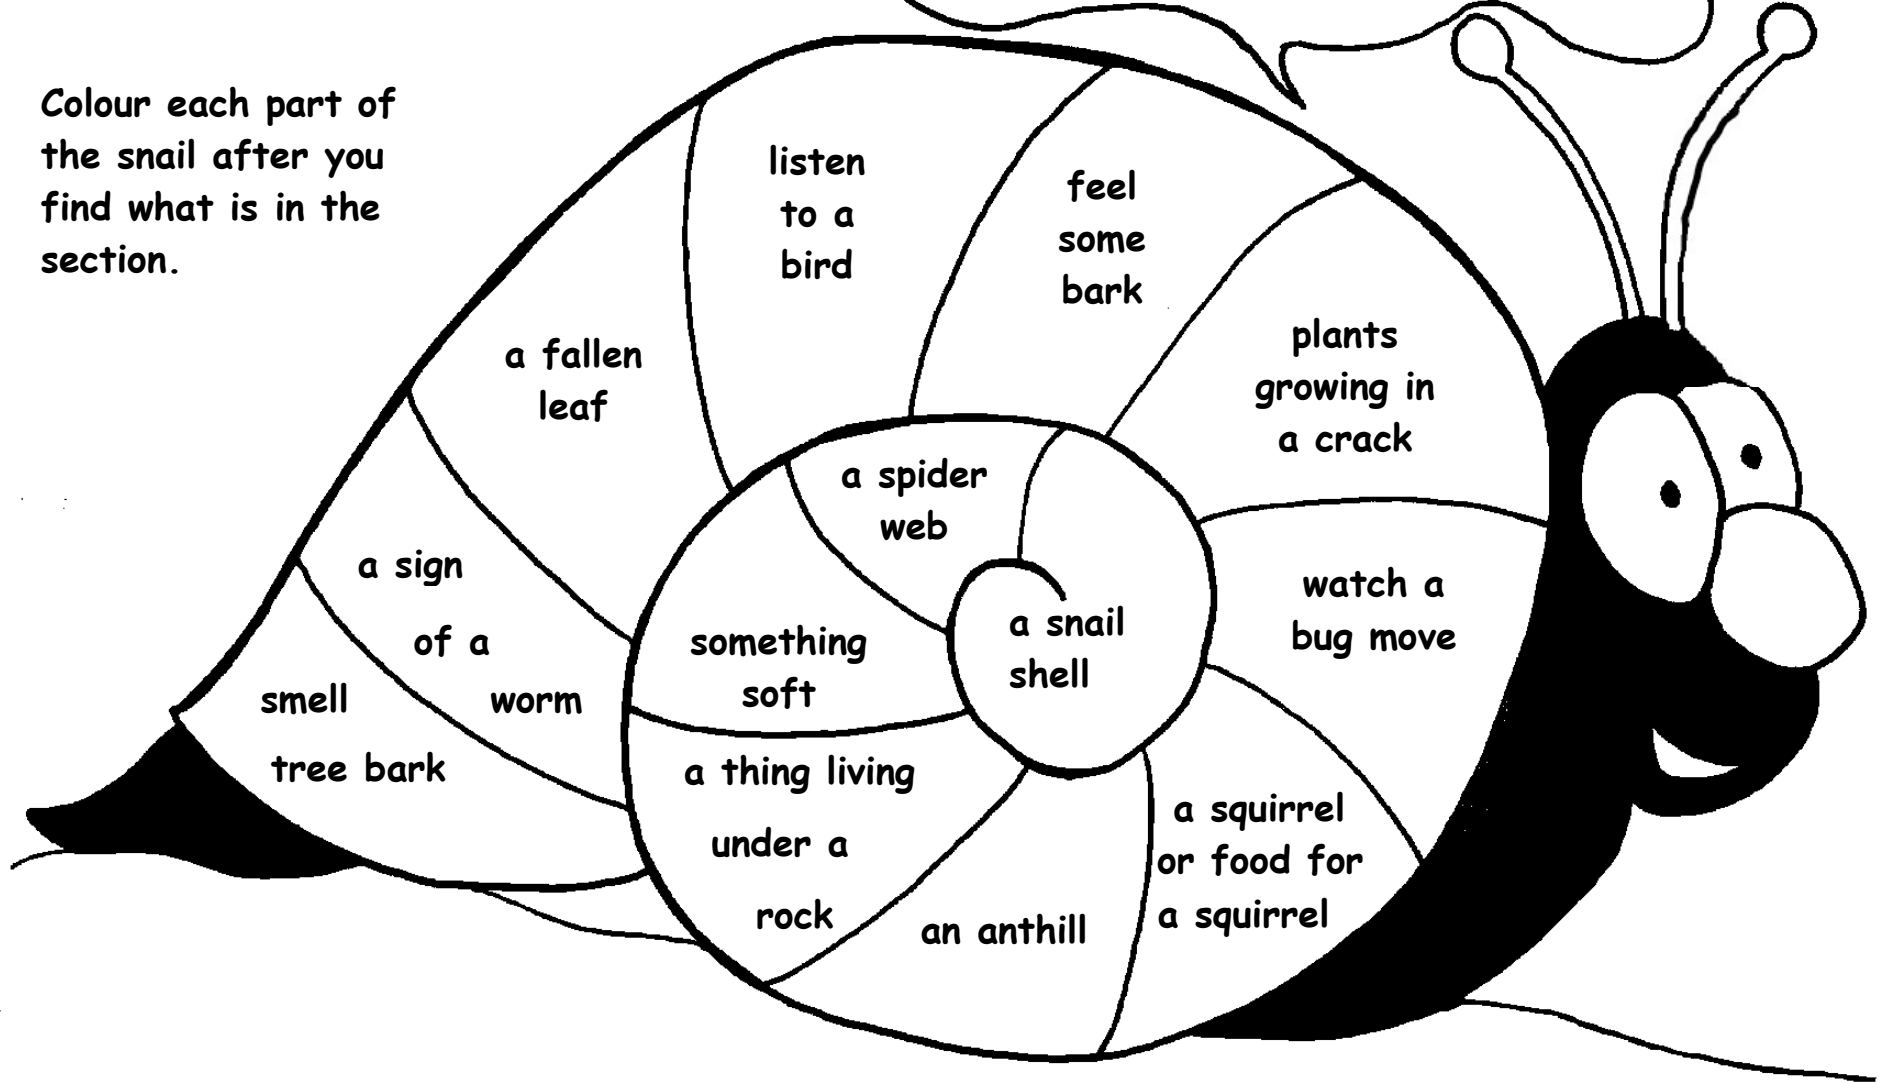 Colour each part of
the snail after you
find what is in the
section.
listen
to a
bird
feel
some
bark
a fallen
leaf
plants
growing in
a crack
a spider
web
a sign
of a
worm
watch a
bug move
something
soft
a snail
shell
smell
tree bark
a thing living
under a
rock
an anthill
a squirrel
or food for
a squirrel